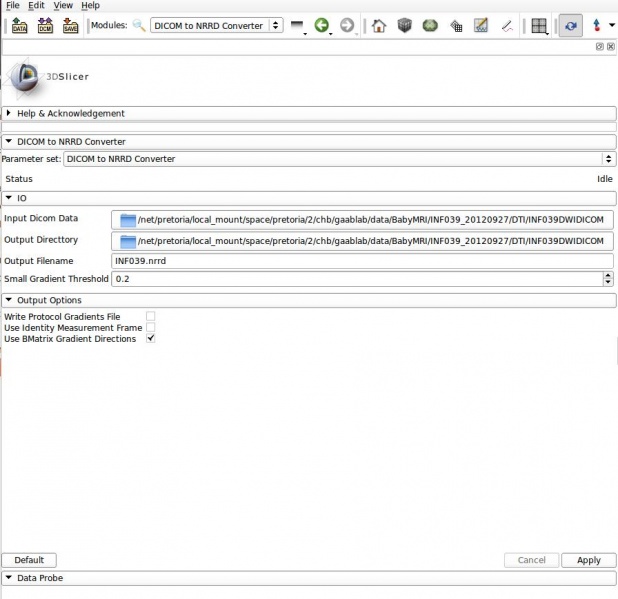 File Edit View Help
DATA DCM SAVE Modules: DICOM to NRRD Converter
3DSlicer
Help & Acknowledgement
DICOM to NRRD Converter
Parameter set: DICOM to NRRD Converter
Status Idle
IO
Input Dicom Data /net/pretoria/local_mount/space/pretoria/2/chb/gaablab/data/BabyMRI/INF039_20120927/DTI/INF039DWIDICOM
Output Directtory /net/pretoria/local_mount/space/pretoria/2/chb/gaablab/data/BabyMRI/INF039_20120927/DTI/INF039DWIDICOM
Output Filename INF039.nrrd
Small Gradient Threshold 0.2
Output Options
Write Protocol Gradients File
Use Identity Measurement Frame
Use BMatrix Gradient Directions
Default Cancel Apply
Data Probe